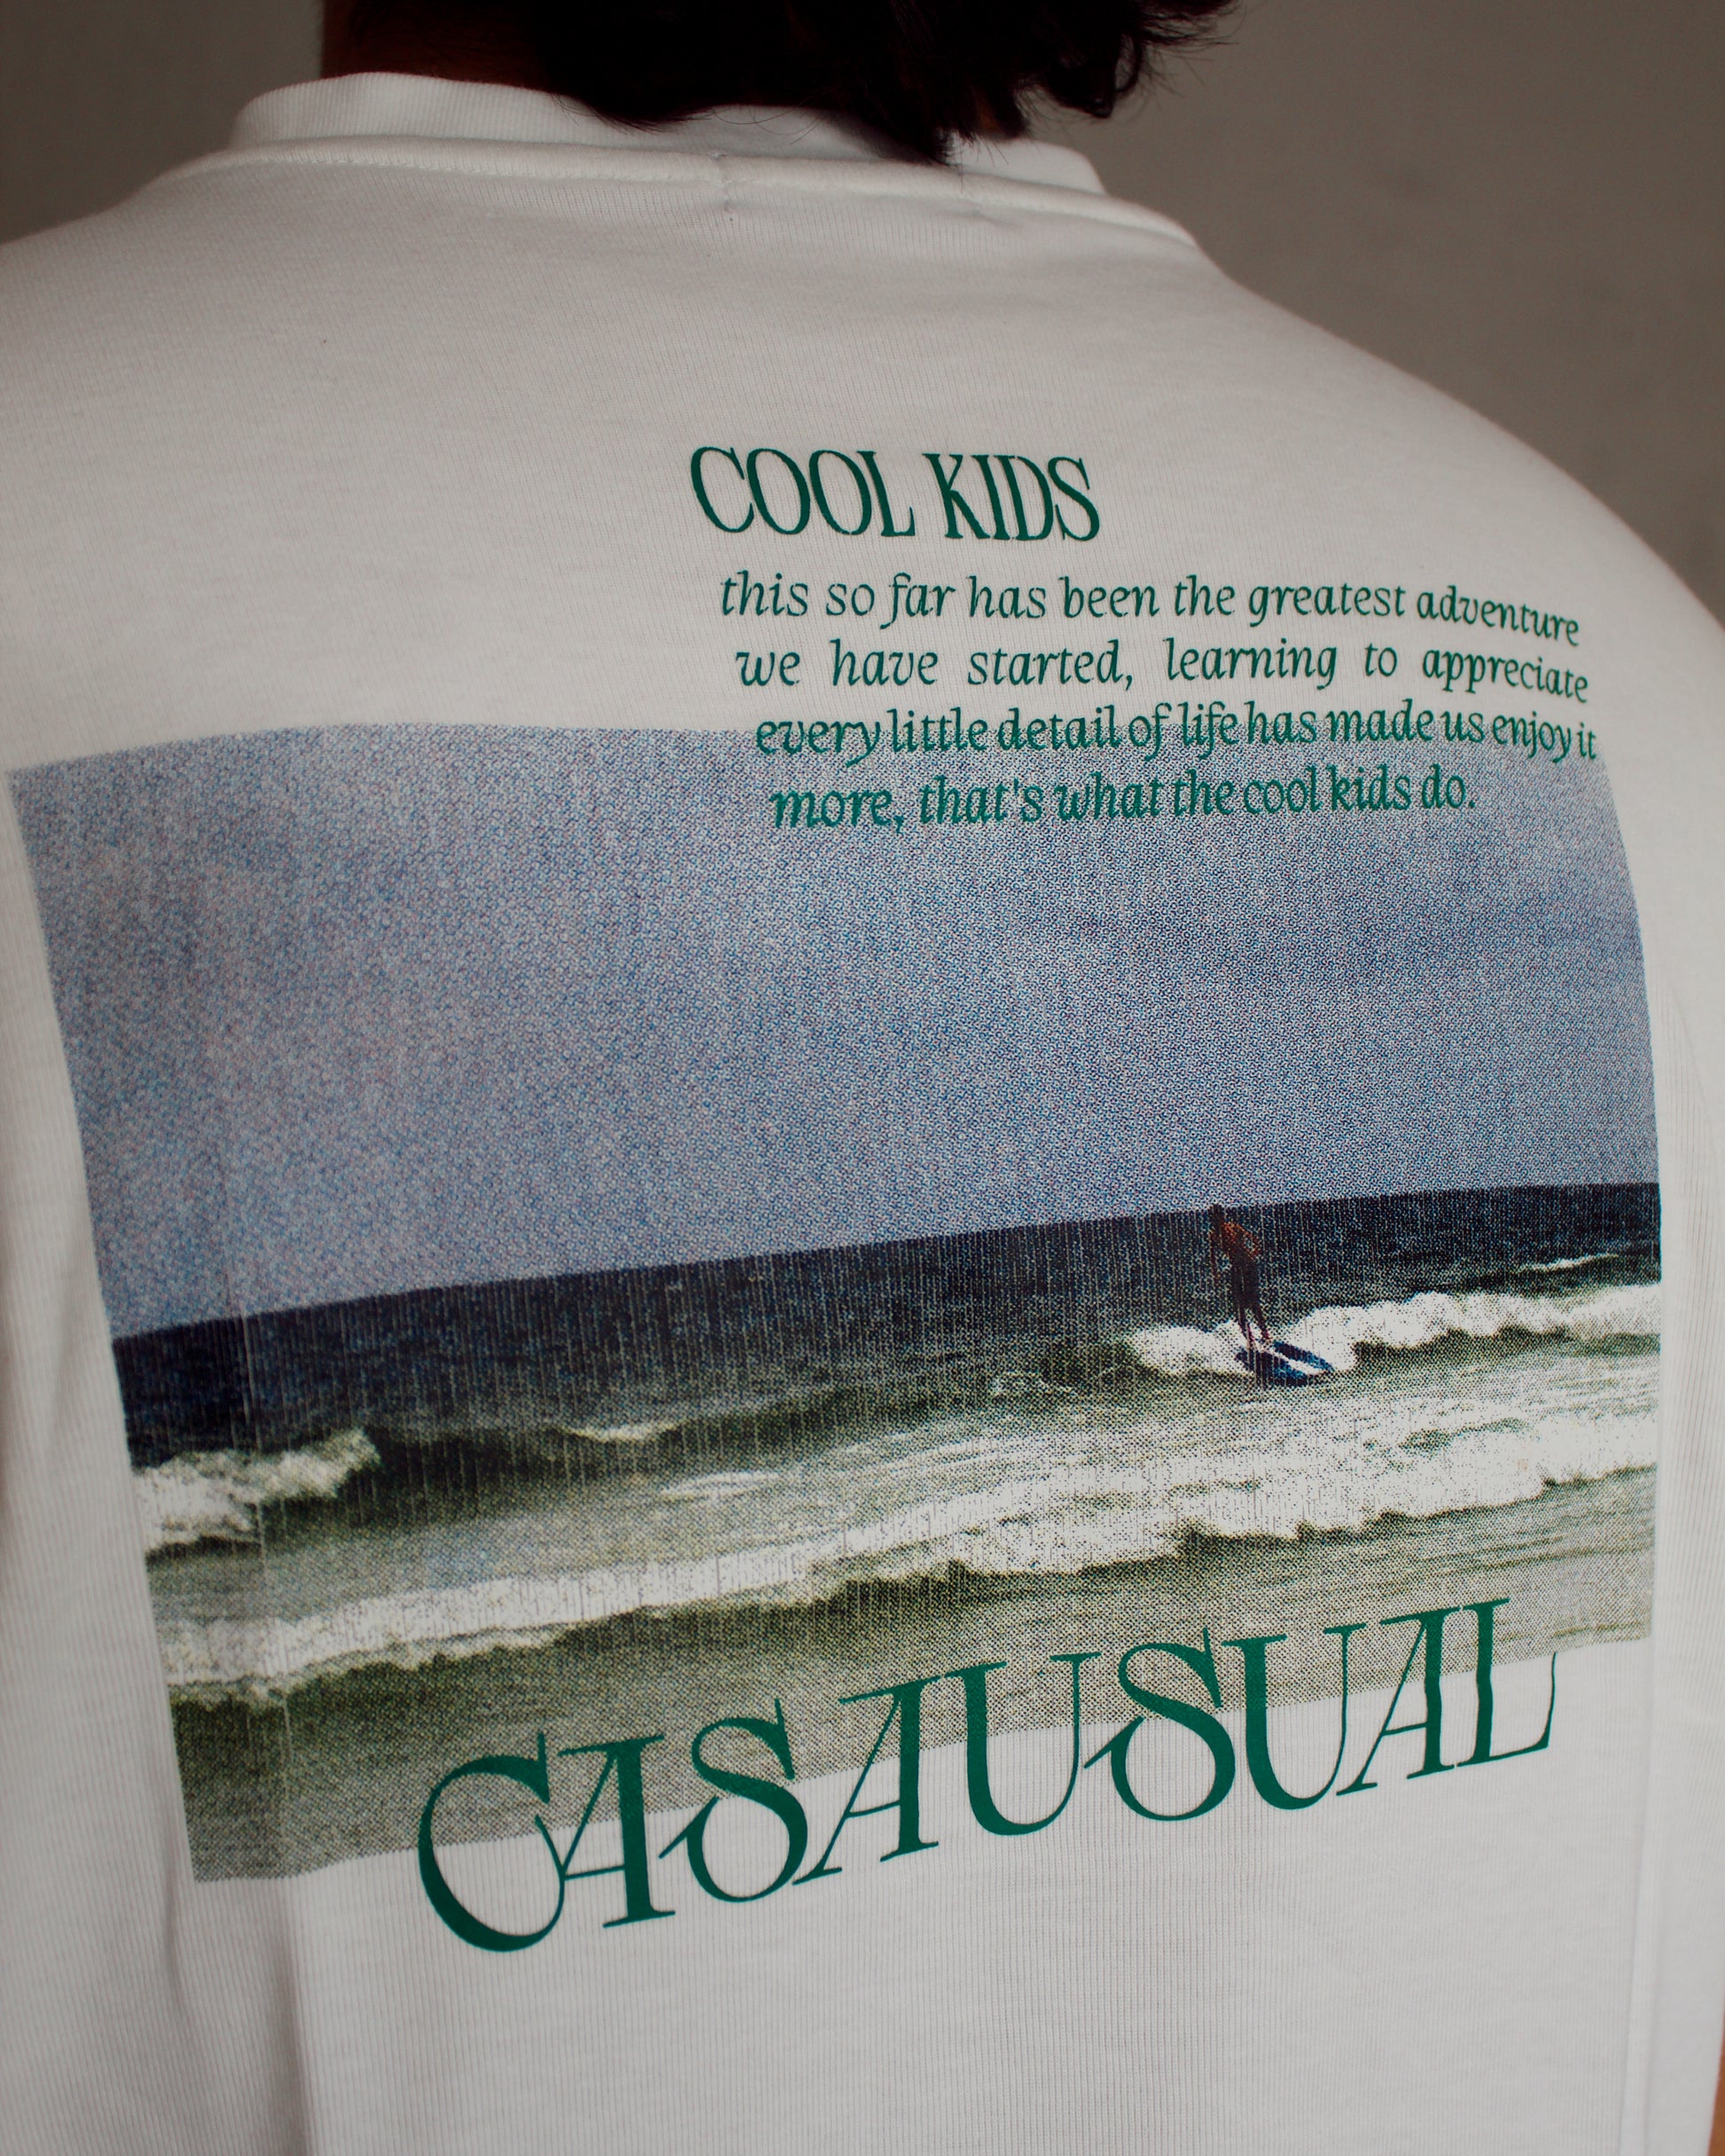 COOL KIDS
this so far has been the greatest adventure
we have started, learning to appreciate
every little detail of life has made us enjoy it
more, that's what the cool kids do.
CASAUSUAL